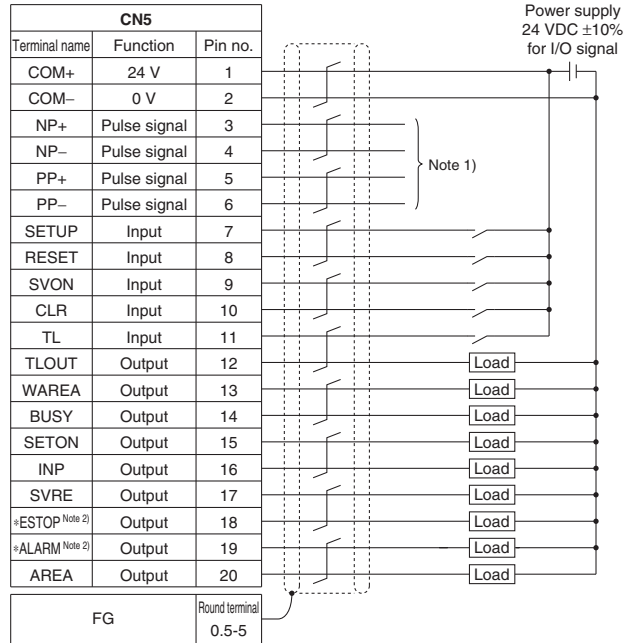 Power supply
24 VDC ±10%
for I/O signal
CN5
Terminal name Function Pin no.
COM+ 24 V 1
COM− 0 V 2
NP+ Pulse signal 3
NP− Pulse signal 4
PP+ Pulse signal 5
PP− Pulse signal 6
Note 1)
SETUP Input 7
RESET Input 8
SVON Input 9
CLR Input 10
TL Input 11
TLOUT Output 12 Load
WAREA Output 13 Load
BUSY Output 14 Load
SETON Output 15 Load
INP Output 16 Load
SVRE Output 17 Load
*ESTOP Note 2) Output 18 Load
*ALARM Note 2) Output 19 Load
AREA Output 20 Load
FG Round terminal
0.5-5